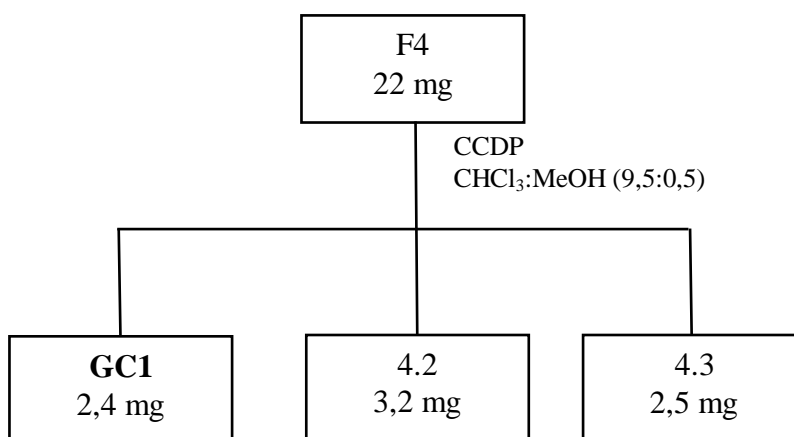 F4
22 mg
CCDP
CHCl₃:MeOH (9,5:0,5)
GC1
2,4 mg
4.2
3,2 mg
4.3
2,5 mg